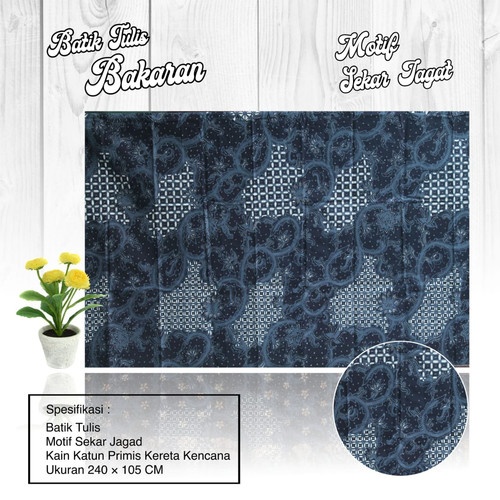 Batik Tulis
Bakaran
Motif
Sekar Jagat
Spesifikasi :
Batik Tulis
Motif Sekar Jagad
Kain Katun Primis Kereta Kencana
Ukuran 240 × 105 CM